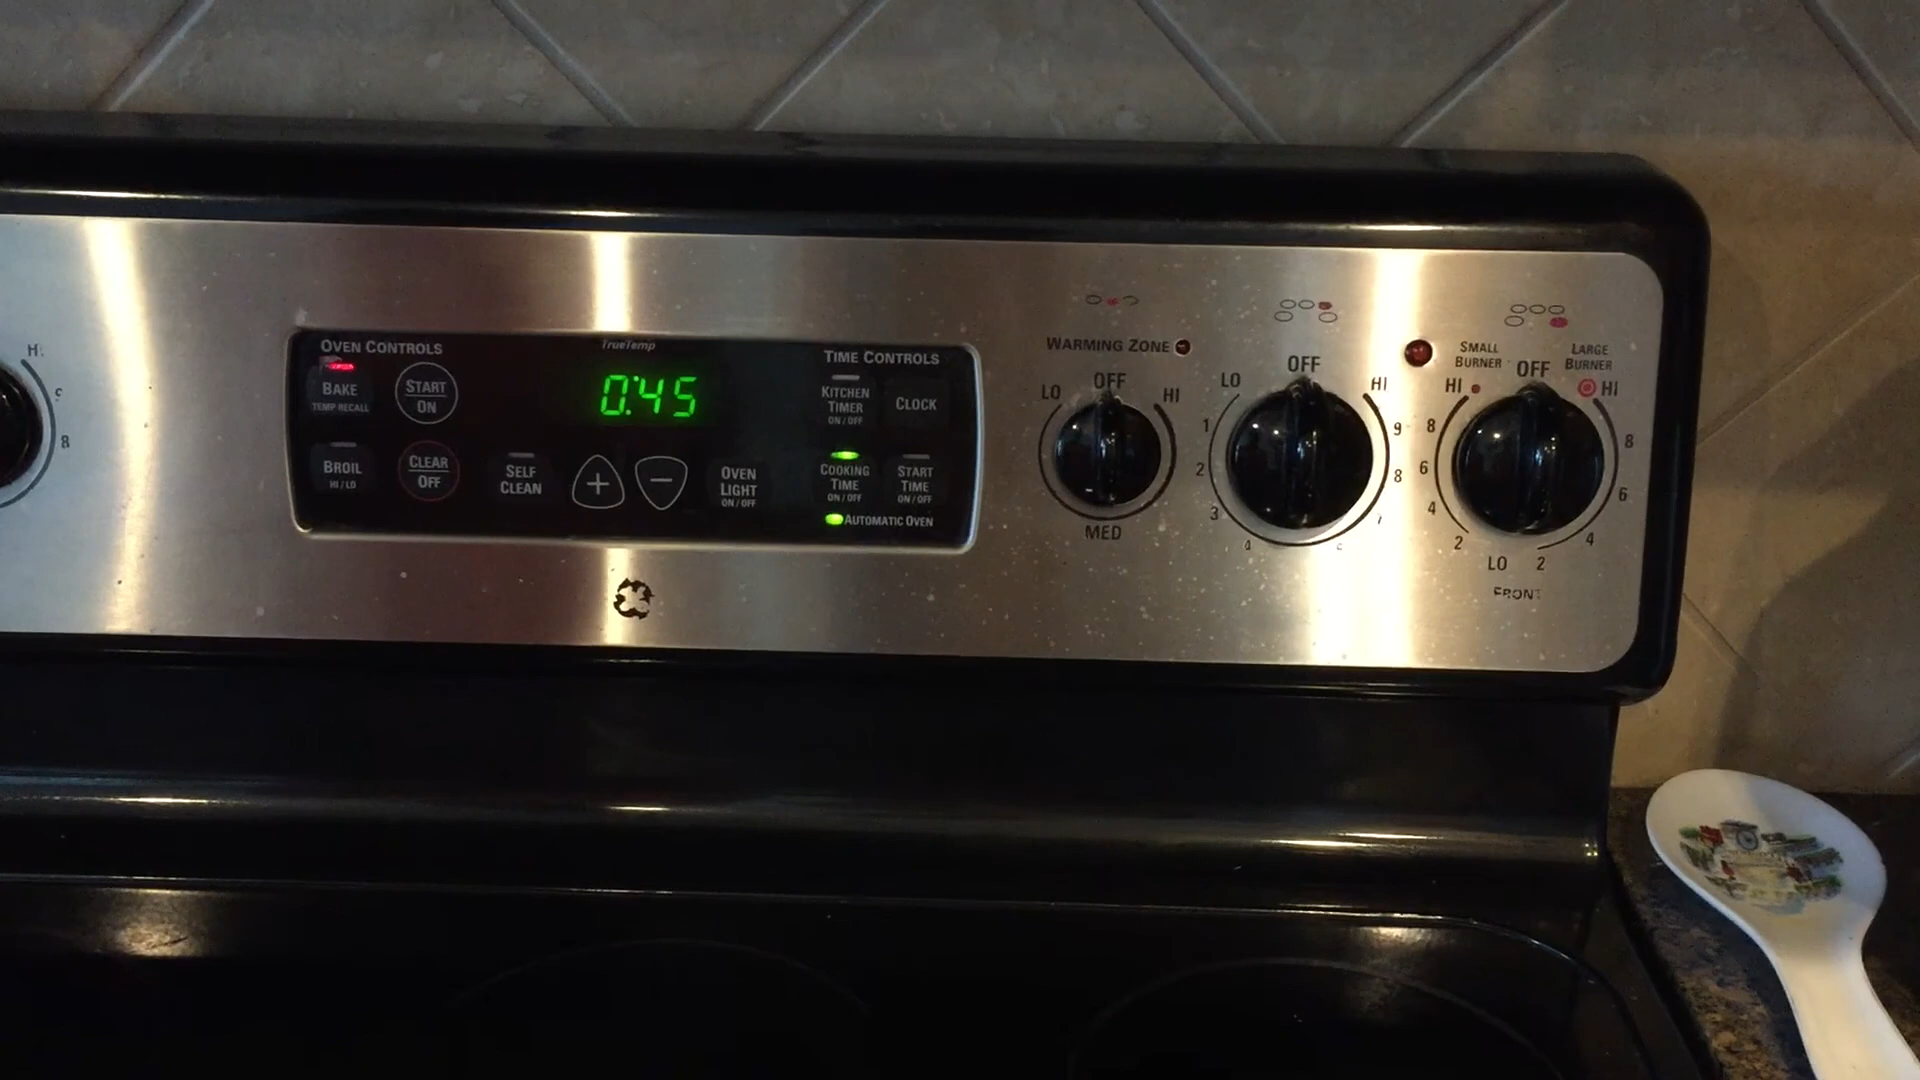 TrueTemp
OVEN CONTROLS
BAKE
TEMP RECALL
START
ON
BROIL
HI / LO
CLEAR
OFF
SELF
CLEAN
+
−
OVEN
LIGHT
ON / OFF
0:45
TIME CONTROLS
KITCHEN
TIMER
ON / OFF
CLOCK
COOKING
TIME
ON / OFF
START
TIME
ON / OFF
AUTOMATIC OVEN
8
WARMING ZONE
LO
OFF
HI
MED
OFF
LO
HI
1
9
2
8
3
4
SMALL
BURNER
OFF
LARGE
BURNER
HI
HI
8
8
6
6
4
4
2
LO
2
FRONT